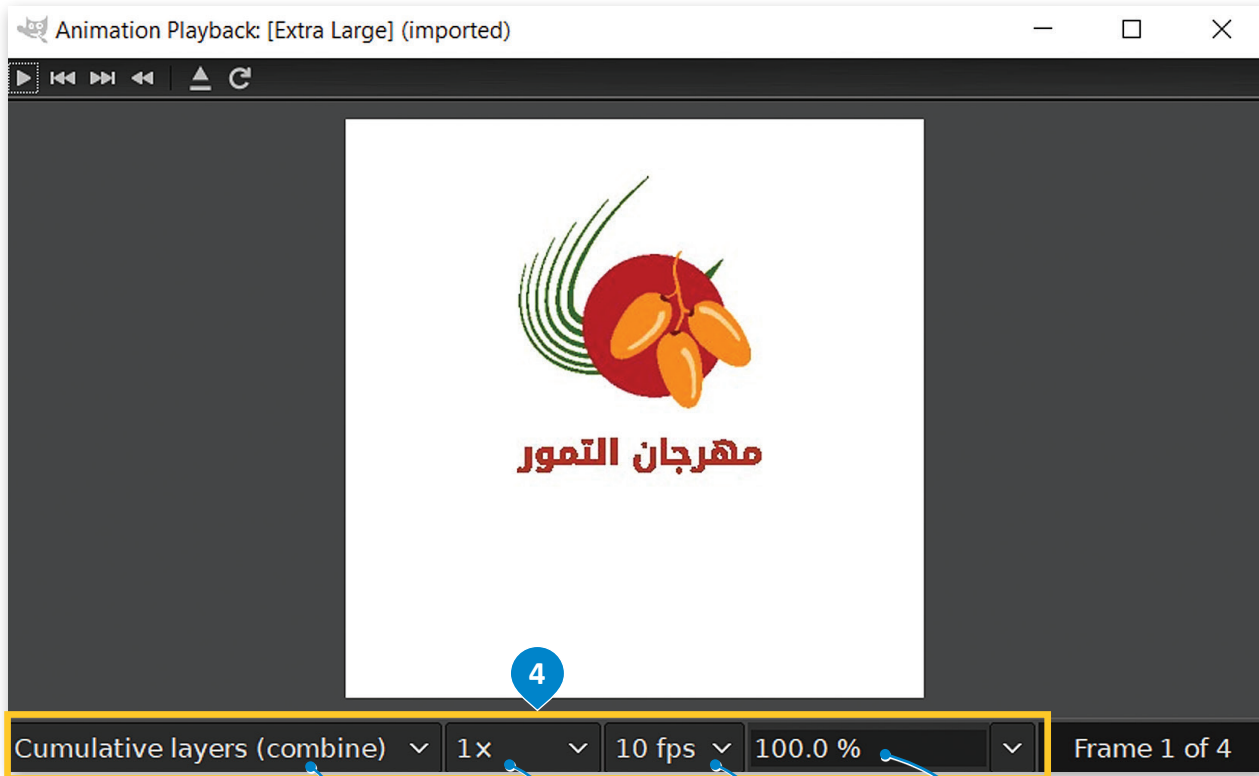 Animation Playback: [Extra Large] (imported)
مهرجان التمور
4
Cumulative layers (combine) 1× 10 fps 100.0 % Frame 1 of 4